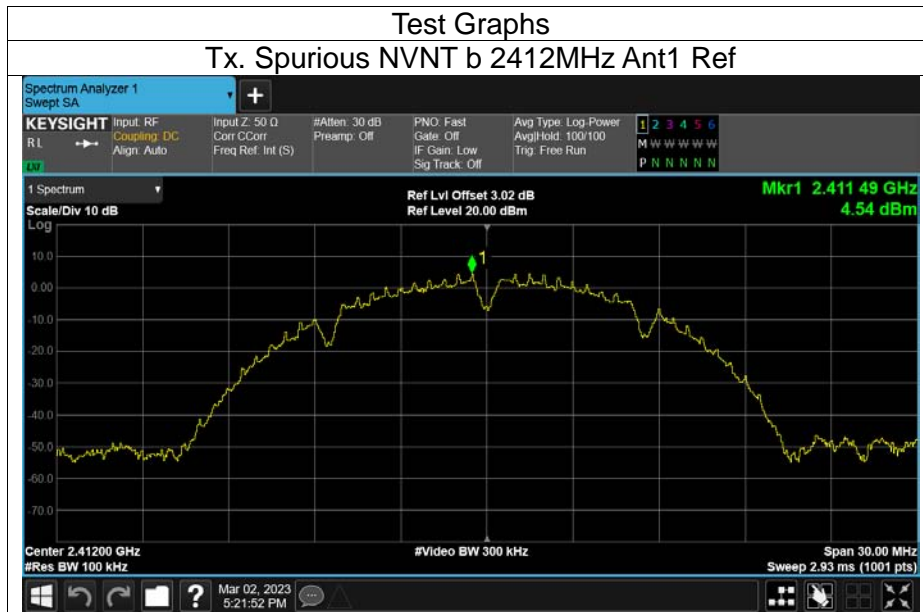 Test Graphs
Tx. Spurious NVNT b 2412MHz Ant1 Ref
Spectrum Analyzer 1
Swept SA
+
KEYSIGHT Input: RF Input Z: 50 Ω #Atten: 30 dB PNO: Fast Avg Type: Log-Power 1 2 3 4 5 6
RL Coupling: DC Corr CCorr Preamp: Off Gate: Off Avg|Hold: 100/100 M W W W W W
Align: Auto Freq Ref: Int (S) IF Gain: Low Trig: Free Run
Sig Track: Off P N N N N N
1 Spectrum
Ref Lvl Offset 3.02 dB Mkr1 2.411 49 GHz
Scale/Div 10 dB Ref Level 20.00 dBm 4.54 dBm
Log
10.0
1
0.00
-10.0
-20.0
-30.0
-40.0
-50.0
-60.0
-70.0
Center 2.41200 GHz #Video BW 300 kHz Span 30.00 MHz
#Res BW 100 kHz Sweep 2.93 ms (1001 pts)
? Mar 02, 2023
5:21:52 PM